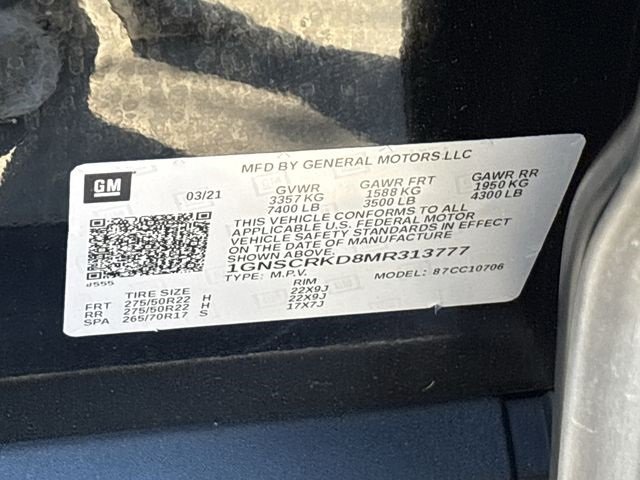 MFD BY GENERAL MOTORS LLC
GM
03/21
GVWR GAWR FRT GAWR RR
3357 KG 1588 KG 1950 KG
7400 LB 3500 LB 4300 LB
THIS VEHICLE CONFORMS TO ALL
APPLICABLE U.S. FEDERAL MOTOR
VEHICLE SAFETY STANDARDS IN EFFECT
ON THE DATE OF MANUFACTURE
SHOWN ABOVE.
1GNSCRKD8MR313777
TYPE: M.P.V. MODEL: 87CC10706
#555
TIRE SIZE RIM
FRT 275/50R22 H 22X9J
RR 275/50R22 H 22X9J
SPA 265/70R17 S 17X7J